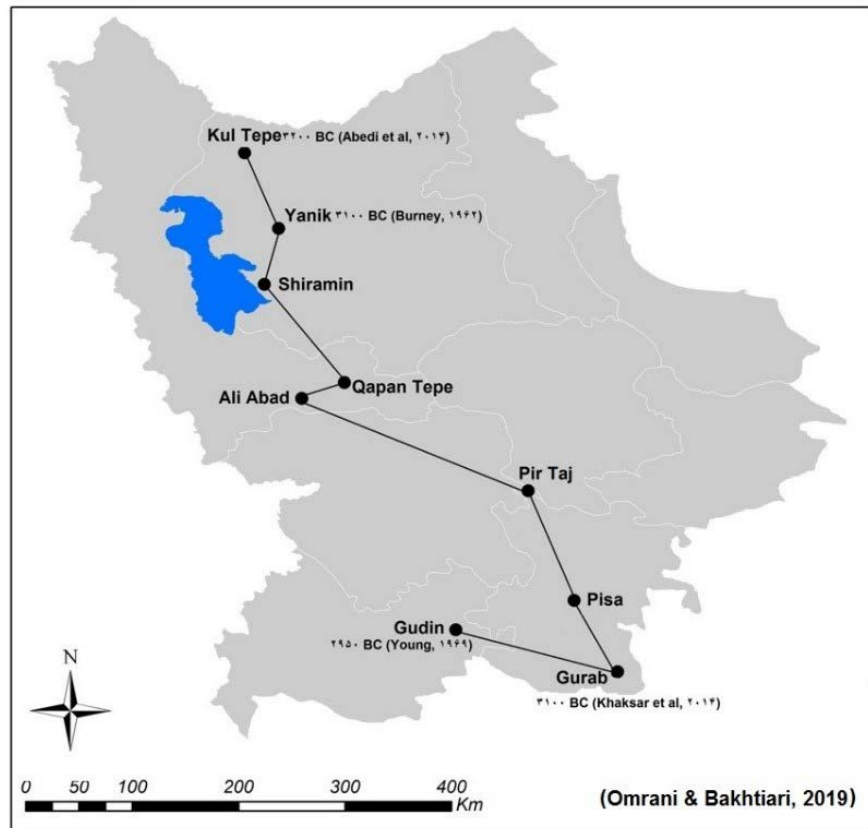 Kul Tepe ۳۲۰۰ BC (Abedi et al, ۲۰۱۴)
Yanik ۳۱۰۰ BC (Burney, ۱۹۶۲)
Shiramin
Qapan Tepe
Ali Abad
Pir Taj
Pisa
Gudin
۲۹۵۰ BC (Young, ۱۹۶۹)
Gurab
۳۱۰۰ BC (Khaksar et al, ۲۰۱۴)
N
0 50 100 200 300 400
Km
(Omrani & Bakhtiari, 2019)